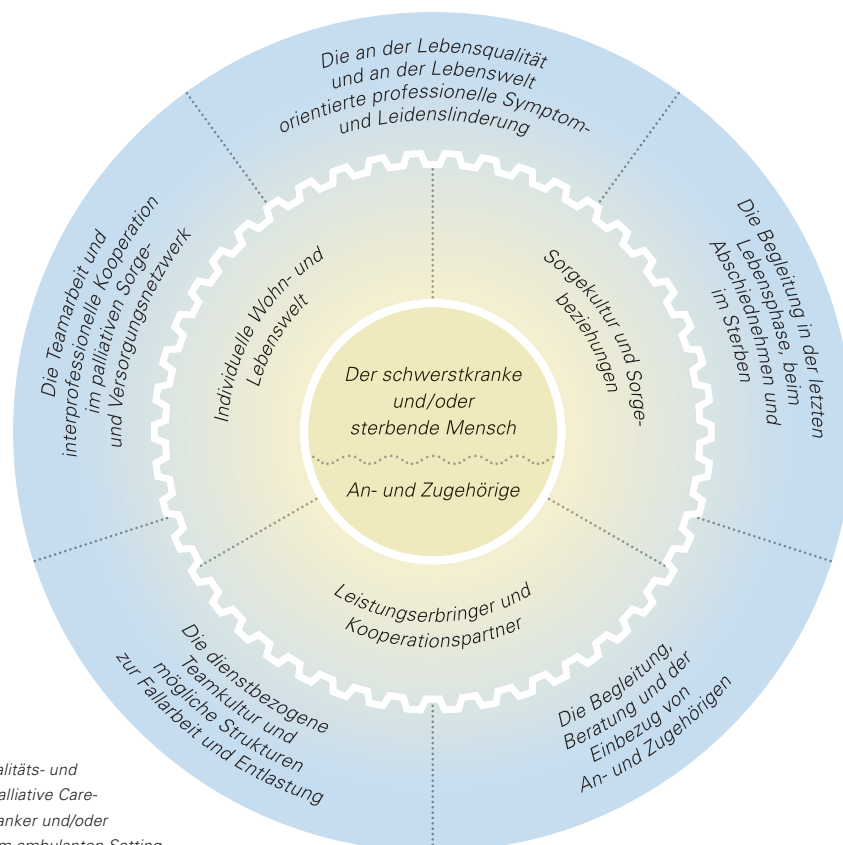 Die an der Lebensqualität
und an der Lebenswelt
orientierte professionelle Symptom-
und Leidenslinderung
Die Teamarbeit und
interprofessionelle Kooperation
im palliativen Sorge-
und Versorgungsnetzwerk
Individuelle Wohn- und
Lebenswelt
Sorgekultur und Sorge-
beziehungen
Die Begleitung in der letzten
Lebensphase, beim
Abschiednehmen und
im Sterben
Der schwerstkranke
und/oder
sterbende Mensch
An- und Zugehörige
Leistungserbringer und
Kooperationspartner
Die dienstbezogene
Teamkultur und
mögliche Strukturen
zur Fallarbeit und Entlastung
Die Begleitung,
Beratung und der
Einbezug von
An- und Zugehörigen
alitäts- und
alliative Care-
anker und/oder
m ambulanten Setting